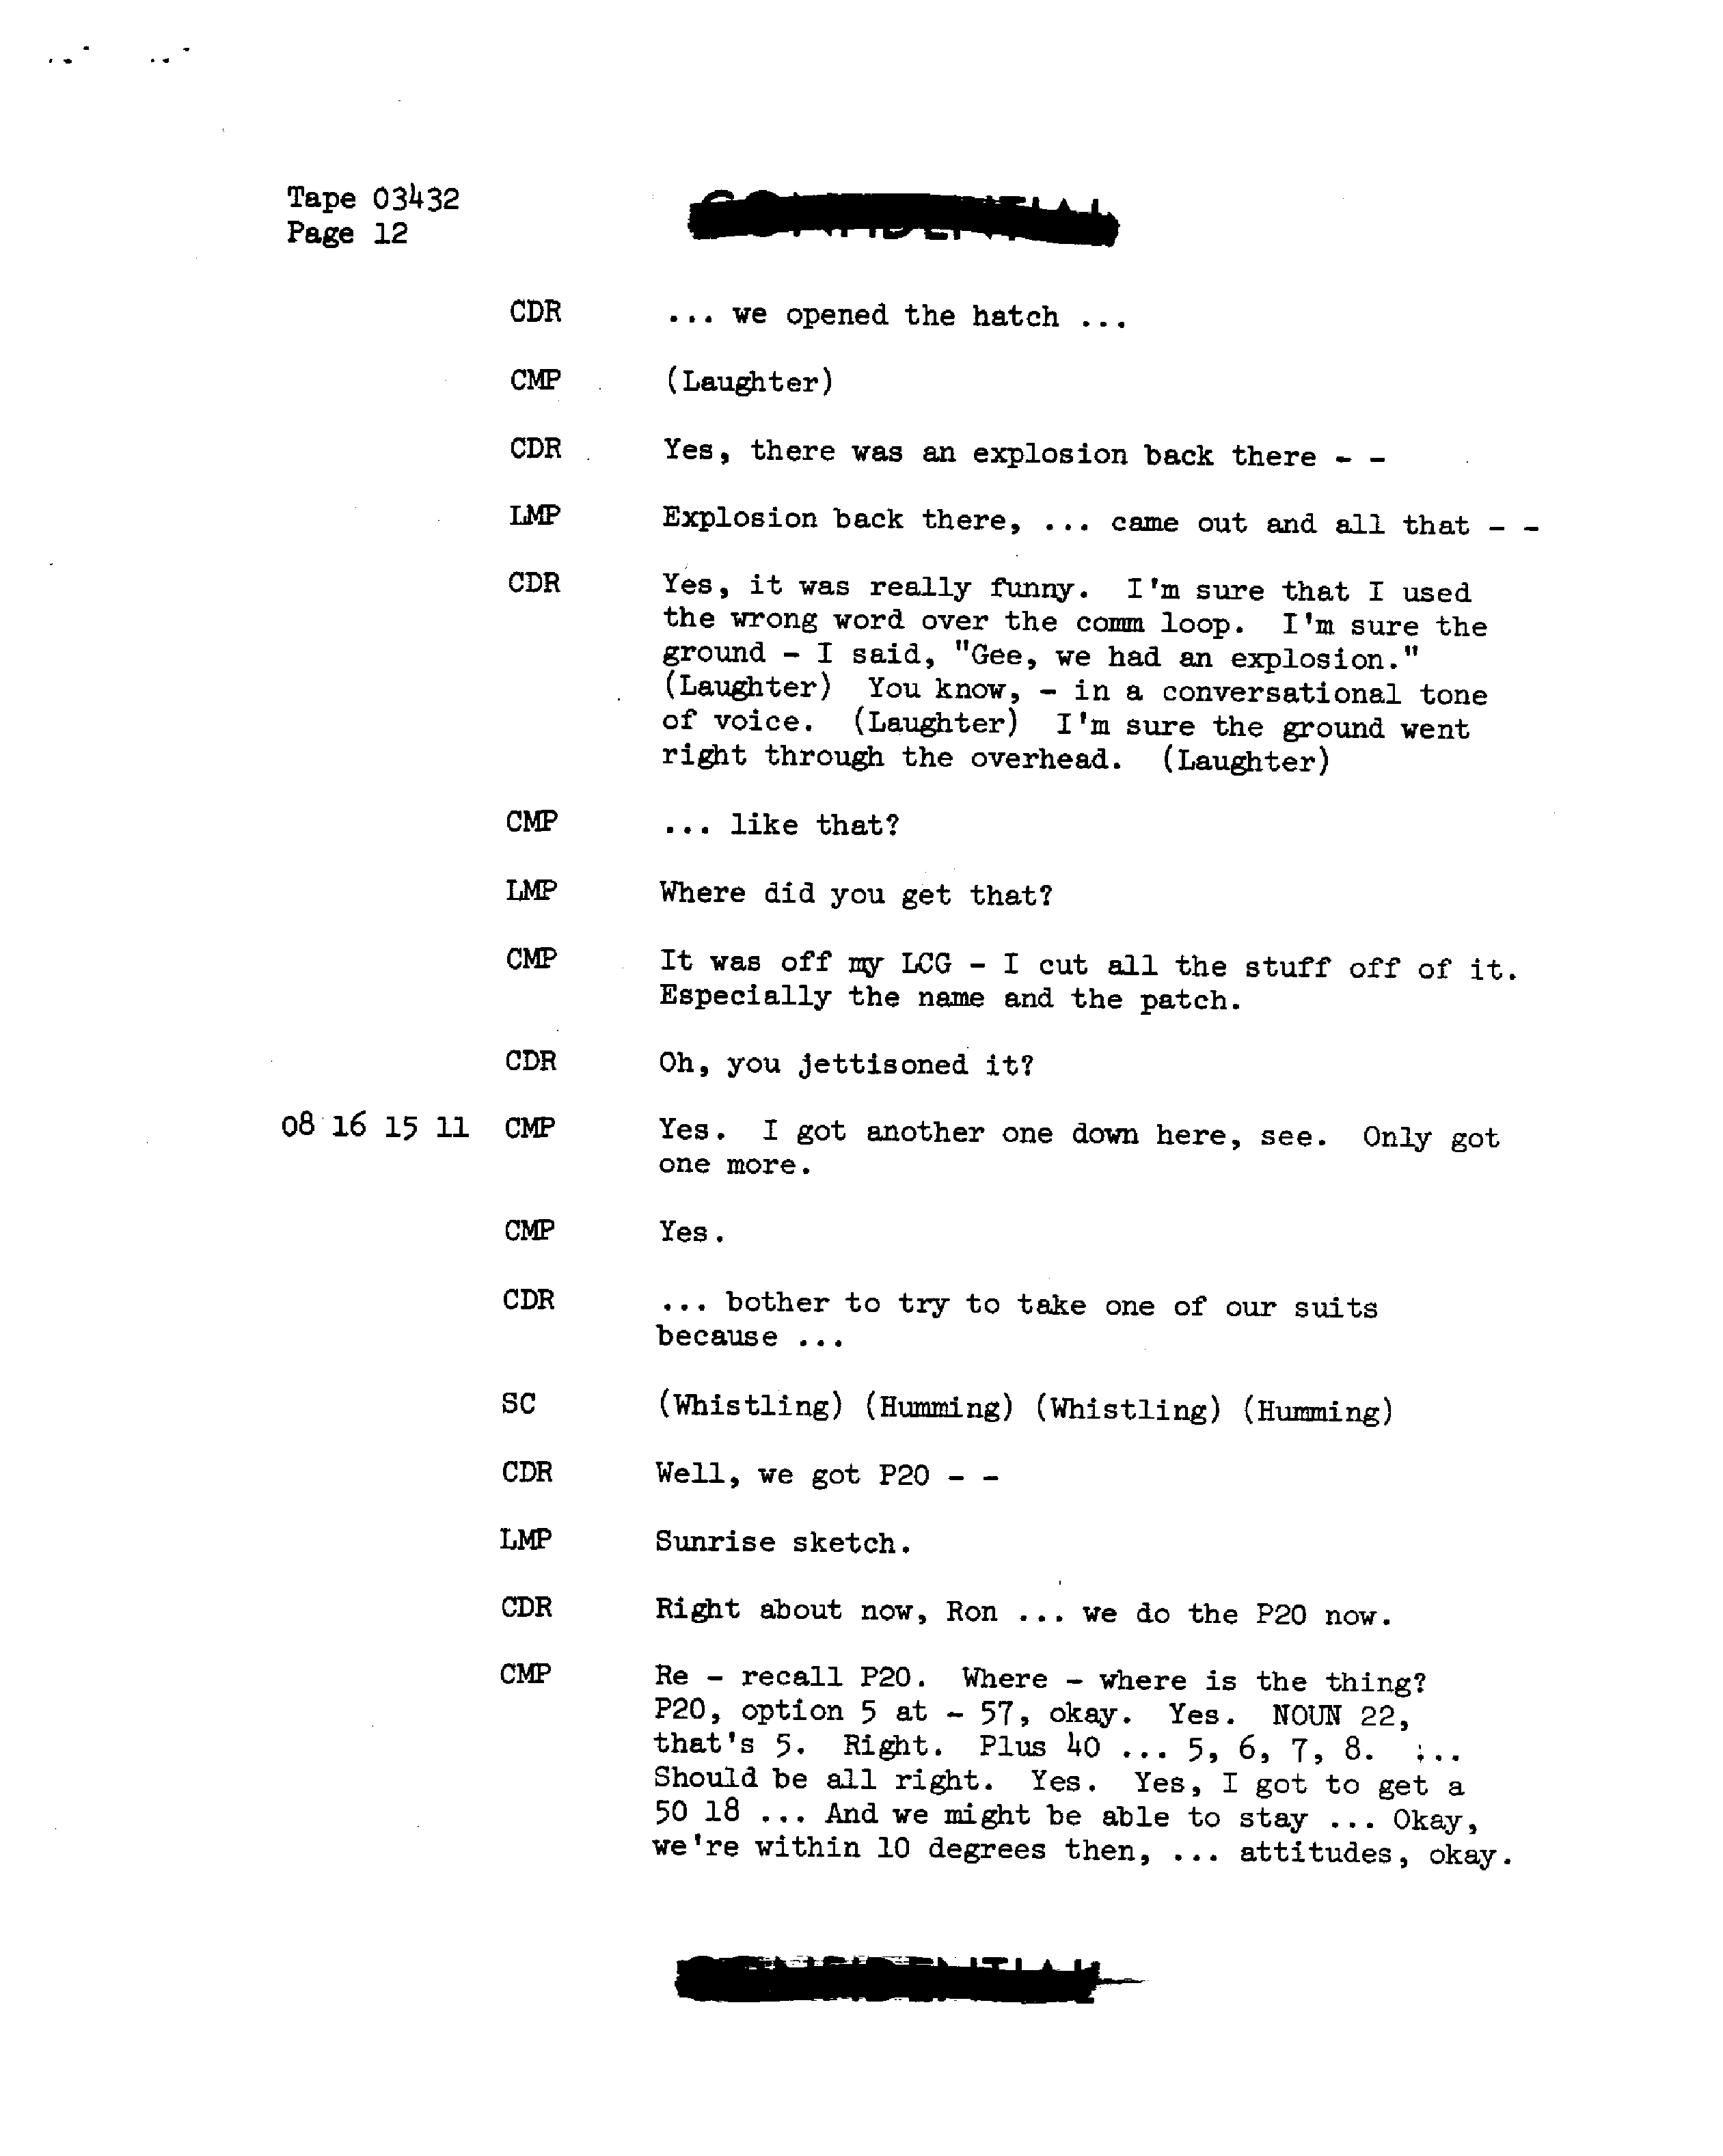 Tape 03432
Page 12
CONFIDENTIAL
CDR ... we opened the hatch ...
CMP (Laughter)
CDR Yes, there was an explosion back there - -
LMP Explosion back there, ... came out and all that - -
CDR Yes, it was really funny. I'm sure that I used
the wrong word over the comm loop. I'm sure the
ground - I said, "Gee, we had an explosion."
(Laughter) You know, - in a conversational tone
of voice. (Laughter) I'm sure the ground went
right through the overhead. (Laughter)
CMP ... like that?
LMP Where did you get that?
CMP It was off my LCG - I cut all the stuff off of it.
Especially the name and the patch.
CDR Oh, you jettisoned it?
08 16 15 11 CMP Yes. I got another one down here, see. Only got
one more.
CMP Yes.
CDR ... bother to try to take one of our suits
because ...
SC (Whistling) (Humming) (Whistling) (Humming)
CDR Well, we got P20 - -
LMP Sunrise sketch.
CDR Right about now, Ron ... we do the P20 now.
CMP Re - recall P20. Where - where is the thing?
P20, option 5 at - 57, okay. Yes. NOUN 22,
that's 5. Right. Plus 40 ... 5, 6, 7, 8. ...
Should be all right. Yes. Yes, I got to get a
50 18 ... And we might be able to stay ... Okay,
we're within 10 degrees then, ... attitudes, okay.
CONFIDENTIAL